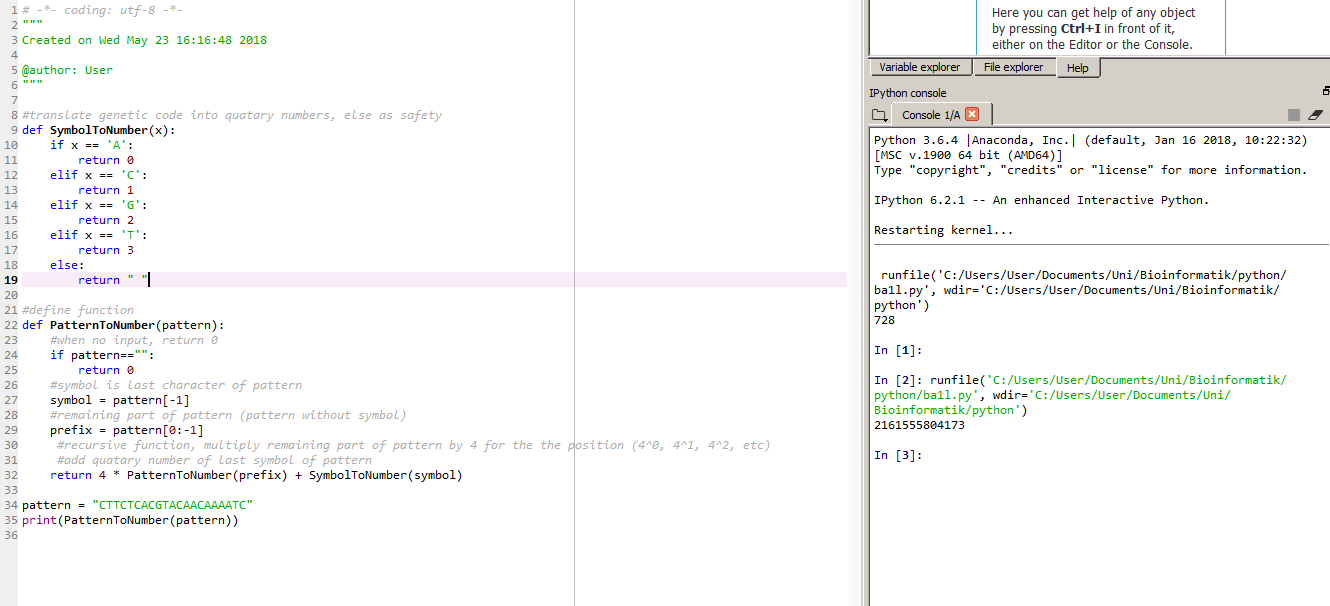 # -*- coding: utf-8 -*-
"""
Created on Wed May 23 16:16:48 2018
@author: User
"""
#translate genetic code into quatary numbers, else as safety
def SymbolToNumber(x):
    if x == 'A':
        return 0
    elif x == 'C':
        return 1
    elif x == 'G':
        return 2
    elif x == 'T':
        return 3
    else:
        return " "
#define function
def PatternToNumber(pattern):
    #when no input, return 0
    if pattern=="":
        return 0
    #symbol is last character of pattern
    symbol = pattern[-1]
    #remaining part of pattern (pattern without symbol)
    prefix = pattern[0:-1]
     #recursive function, multiply remaining part of pattern by 4 for the the position (4^0, 4^1, 4^2, etc)
     #add quatary number of last symbol of pattern
    return 4 * PatternToNumber(prefix) + SymbolToNumber(symbol)
pattern = "CTTCTCACGTACAACAAAATC"
print(PatternToNumber(pattern))
1
2
3
4
5
6
7
8
9
10
11
12
13
14
15
16
17
18
19
20
21
22
23
24
25
26
27
28
29
30
31
32
33
34
35
36
Here you can get help of any object
by pressing Ctrl+I in front of it,
either on the Editor or the Console.
Variable explorer File explorer Help
IPython console
Console 1/A
Python 3.6.4 |Anaconda, Inc.| (default, Jan 16 2018, 10:22:32)
[MSC v.1900 64 bit (AMD64)]
Type "copyright", "credits" or "license" for more information.
IPython 6.2.1 -- An enhanced Interactive Python.
Restarting kernel...
runfile('C:/Users/User/Documents/Uni/Bioinformatik/python/
ba1l.py', wdir='C:/Users/User/Documents/Uni/Bioinformatik/
python')
728
In [1]:
In [2]: runfile('C:/Users/User/Documents/Uni/Bioinformatik/
python/ba1l.py', wdir='C:/Users/User/Documents/Uni/
Bioinformatik/python')
2161555804173
In [3]: